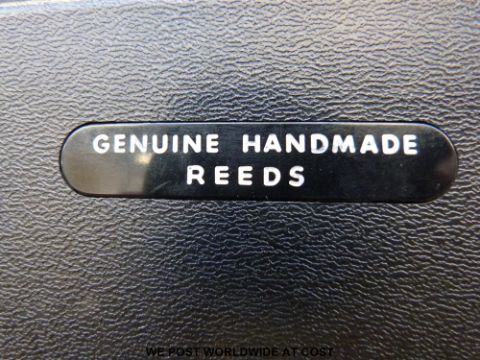 GENUINE HANDMADE
REEDS
WE POST WORLDWIDE AT COST